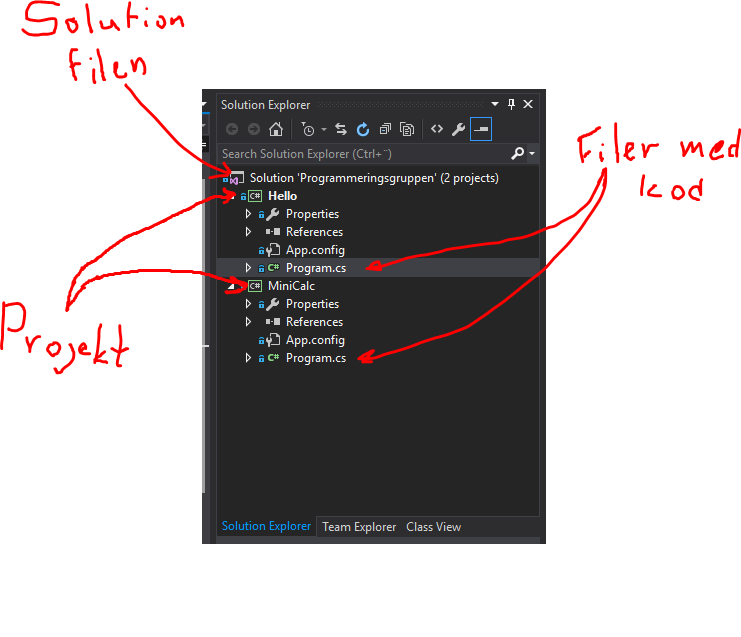 Solution
filen
Solution Explorer
Search Solution Explorer (Ctrl+¨)
Filer med
kod
Solution 'Programmeringsgruppen' (2 projects)
C# Hello
Properties
References
App.config
C# Program.cs
C# MiniCalc
Properties
References
App.config
C# Program.cs
Projekt
Solution Explorer Team Explorer Class View